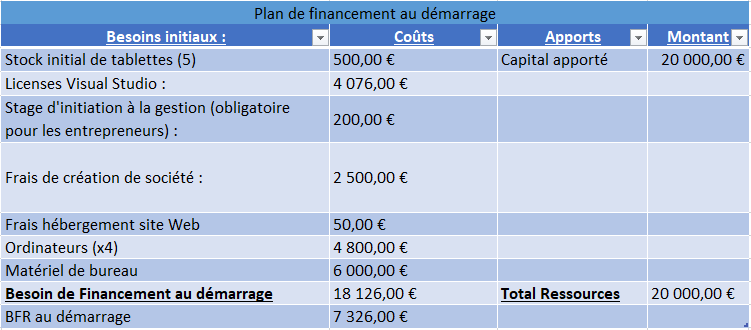 Plan de financement au démarrage
Besoins initiaux : Coûts Apports Montant
Stock initial de tablettes (5) 500,00 € Capital apporté 20 000,00 €
Licenses Visual Studio : 4 076,00 €
Stage d'initiation à la gestion (obligatoire
pour les entrepreneurs) : 200,00 €
Frais de création de société : 2 500,00 €
Frais hébergement site Web 50,00 €
Ordinateurs (x4) 4 800,00 €
Matériel de bureau 6 000,00 €
Besoin de Financement au démarrage 18 126,00 € Total Ressources 20 000,00 €
BFR au démarrage 7 326,00 €